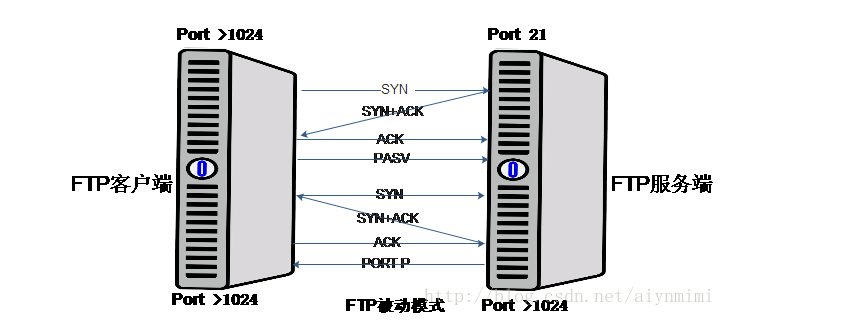 Port >1024
Port 21
SYN
SYN+ACK
ACK
PASV
FTP客户端
FTP服务端
SYN
SYN+ACK
ACK
PORT P
Port >1024
FTP被动模式
Port >1024
http://blog.csdn.net/aiynmimi